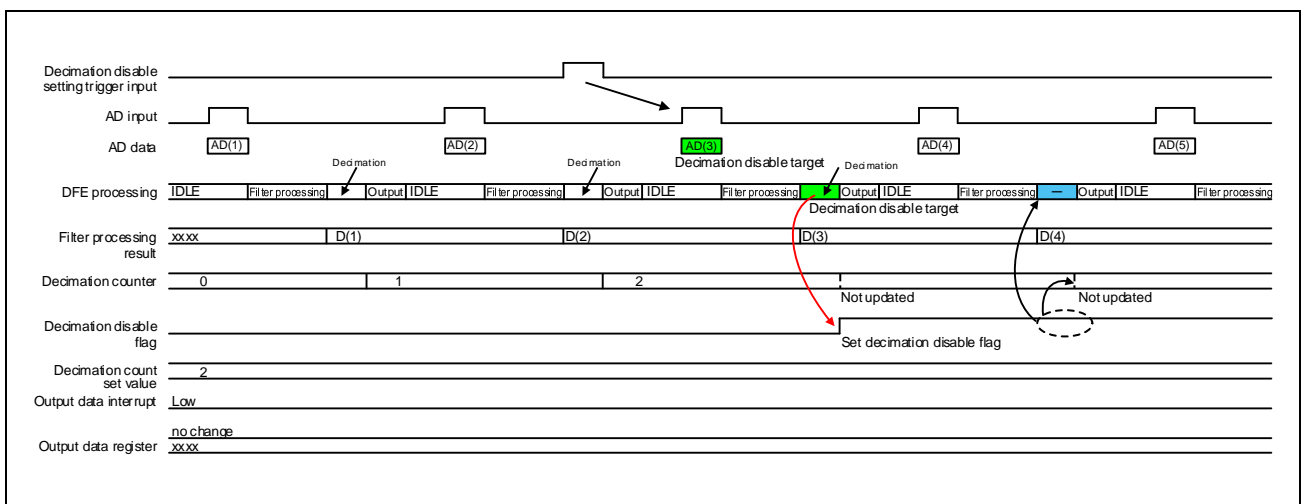 Decimation disable
setting trigger input
AD input
AD data
AD(1)
AD(2)
AD(3)
AD(4)
AD(5)
Decimation
Decimation
Decimation disable target
Decimation
DFE processing
IDLE
Filter processing
Output
IDLE
Filter processing
Output
IDLE
Filter processing
Output
IDLE
Filter processing
—
Output
IDLE
Filter processing
Decimation disable target
Filter processing
result
xxxx
D(1)
D(2)
D(3)
D(4)
Decimation counter
0
1
2
Not updated
Not updated
Decimation disable
flag
Set decimation disable flag
Decimation count
set value
2
Output data interrupt
Low
no change
Output data register
xxxx